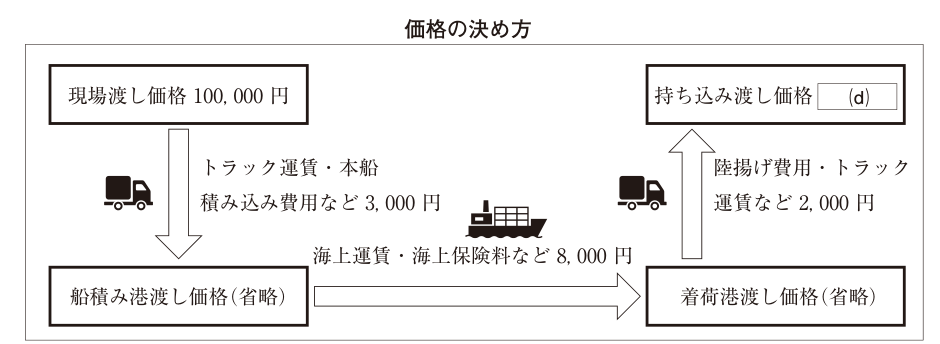 価格の決め方
現場渡し価格 100,000 円
持ち込み渡し価格 (d)
トラック運賃・本船
積み込み費用など 3,000 円
陸揚げ費用・トラック
運賃など 2,000 円
海上運賃・海上保険料など 8,000 円
船積み港渡し価格(省略)
着荷港渡し価格(省略)